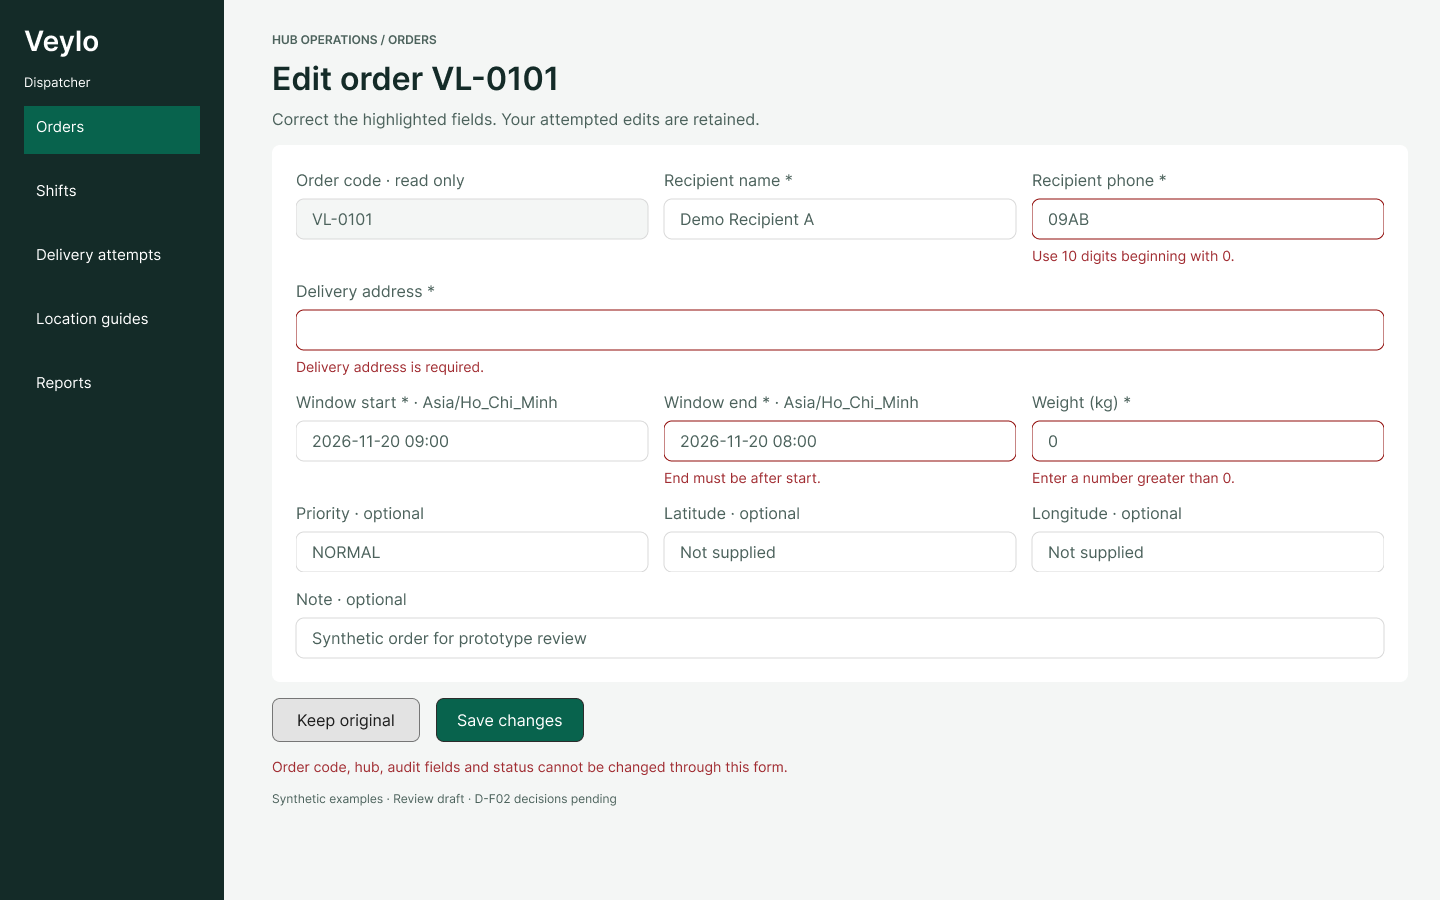 Veylo
Dispatcher
Orders
Shifts
Delivery attempts
Location guides
Reports
HUB OPERATIONS / ORDERS
Edit order VL-0101
Correct the highlighted fields. Your attempted edits are retained.
Order code · read only
VL-0101
Recipient name *
Demo Recipient A
Recipient phone *
09AB
Use 10 digits beginning with 0.
Delivery address *
Delivery address is required.
Window start * · Asia/Ho_Chi_Minh
2026-11-20 09:00
Window end * · Asia/Ho_Chi_Minh
2026-11-20 08:00
End must be after start.
Weight (kg) *
0
Enter a number greater than 0.
Priority · optional
NORMAL
Latitude · optional
Not supplied
Longitude · optional
Not supplied
Note · optional
Synthetic order for prototype review
Keep original
Save changes
Order code, hub, audit fields and status cannot be changed through this form.
Synthetic examples · Review draft · D-F02 decisions pending